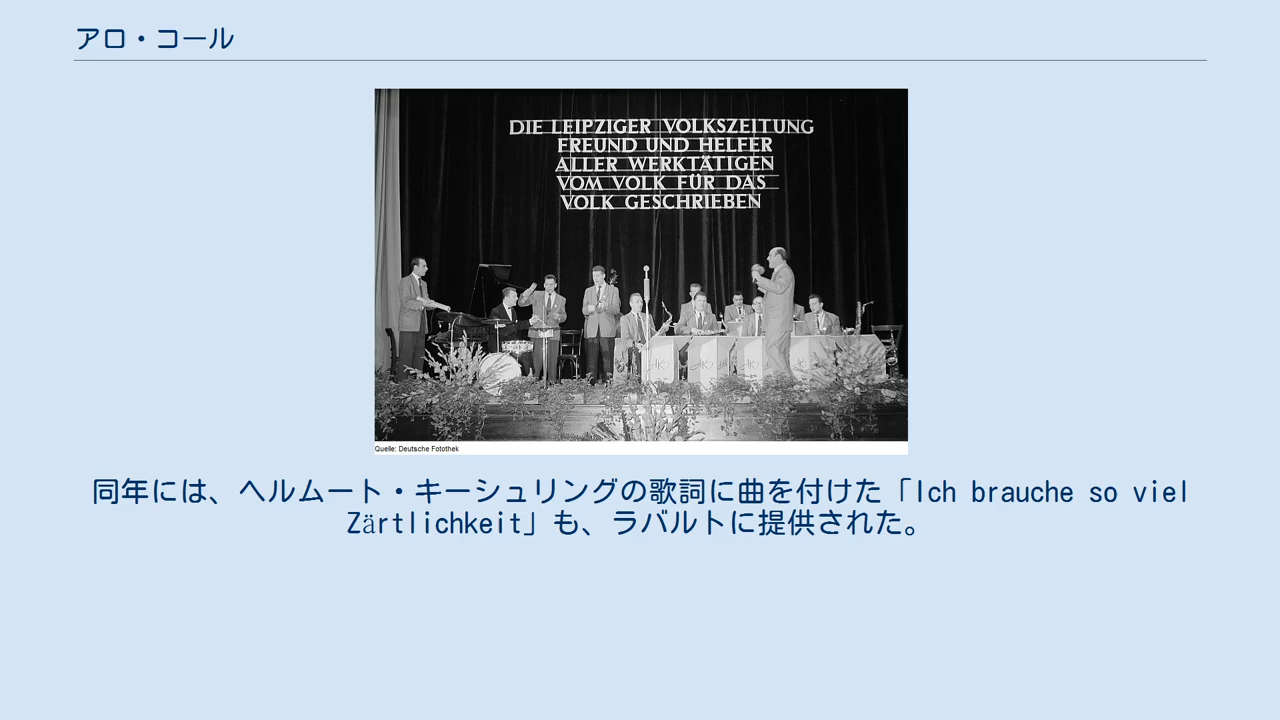 アロ・コール
DIE LEIPZIGER VOLKSZEITUNG
FREUND UND HELFER
ALLER WERKTÄTIGEN
VOM VOLK FÜR DAS
VOLK GESCHRIEBEN
Quelle: Deutsche Fotothek
同年には、ヘルムート・キーシュリングの歌詞に曲を付けた「Ich brauche so viel
Zärtlichkeit」も、ラバルトに提供された。